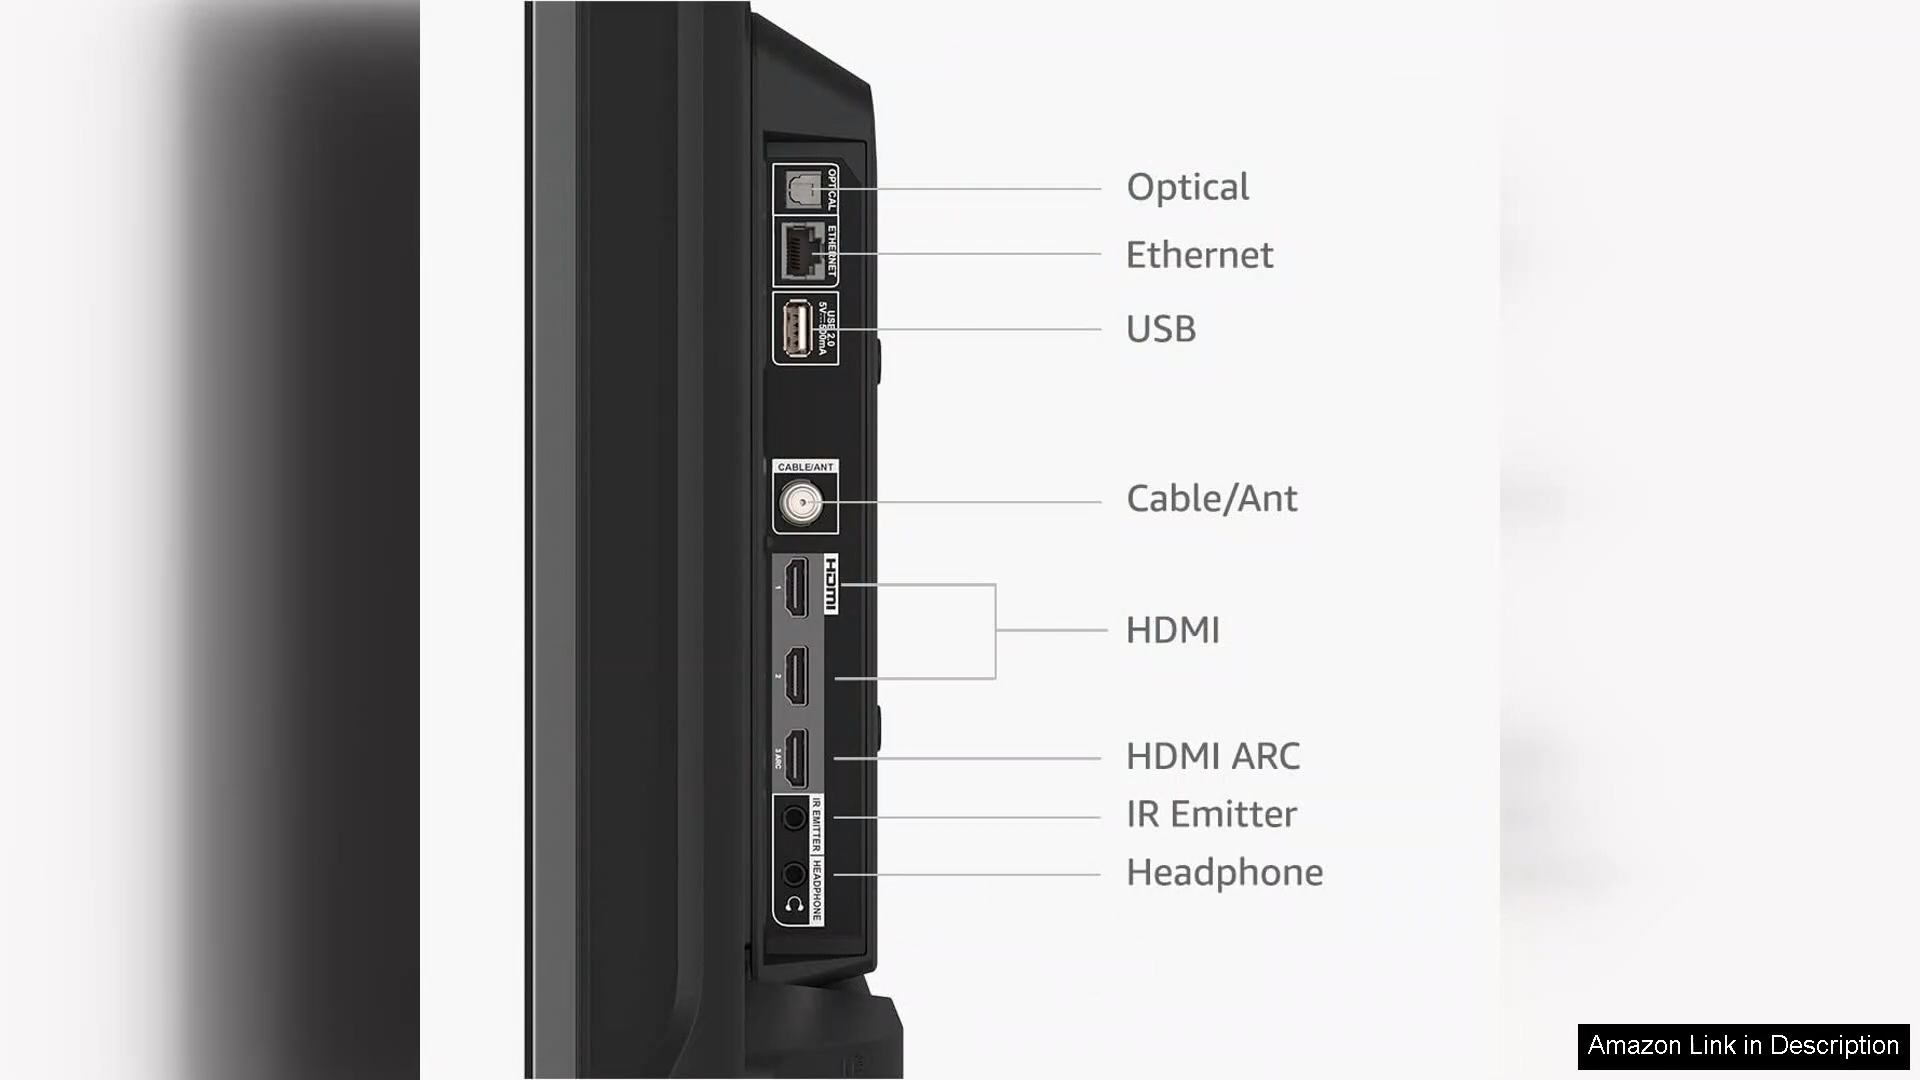 OPTICAL
Optical
ETHERNET
Ethernet
USB 2.0
5V⎓500mA
USB
CABLE/ANT
Cable/Ant
HDMI
1
HDMI
2
3 ARC
HDMI ARC
IR EMITTER
IR Emitter
HEADPHONE
Headphone
Amazon Link in Description